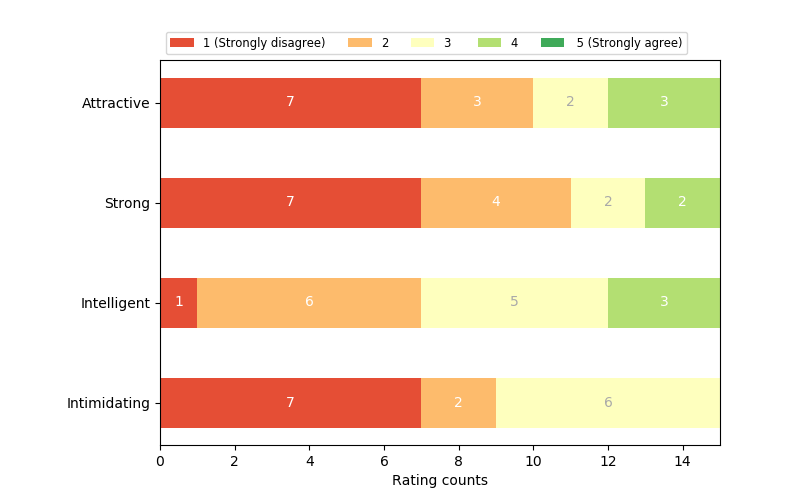 1 (Strongly disagree) 2 3 4 5 (Strongly agree)
Attractive 7 3 2 3
Strong 7 4 2 2
Intelligent 1 6 5 3
Intimidating 7 2 6
0 2 4 6 8 10 12 14
Rating counts